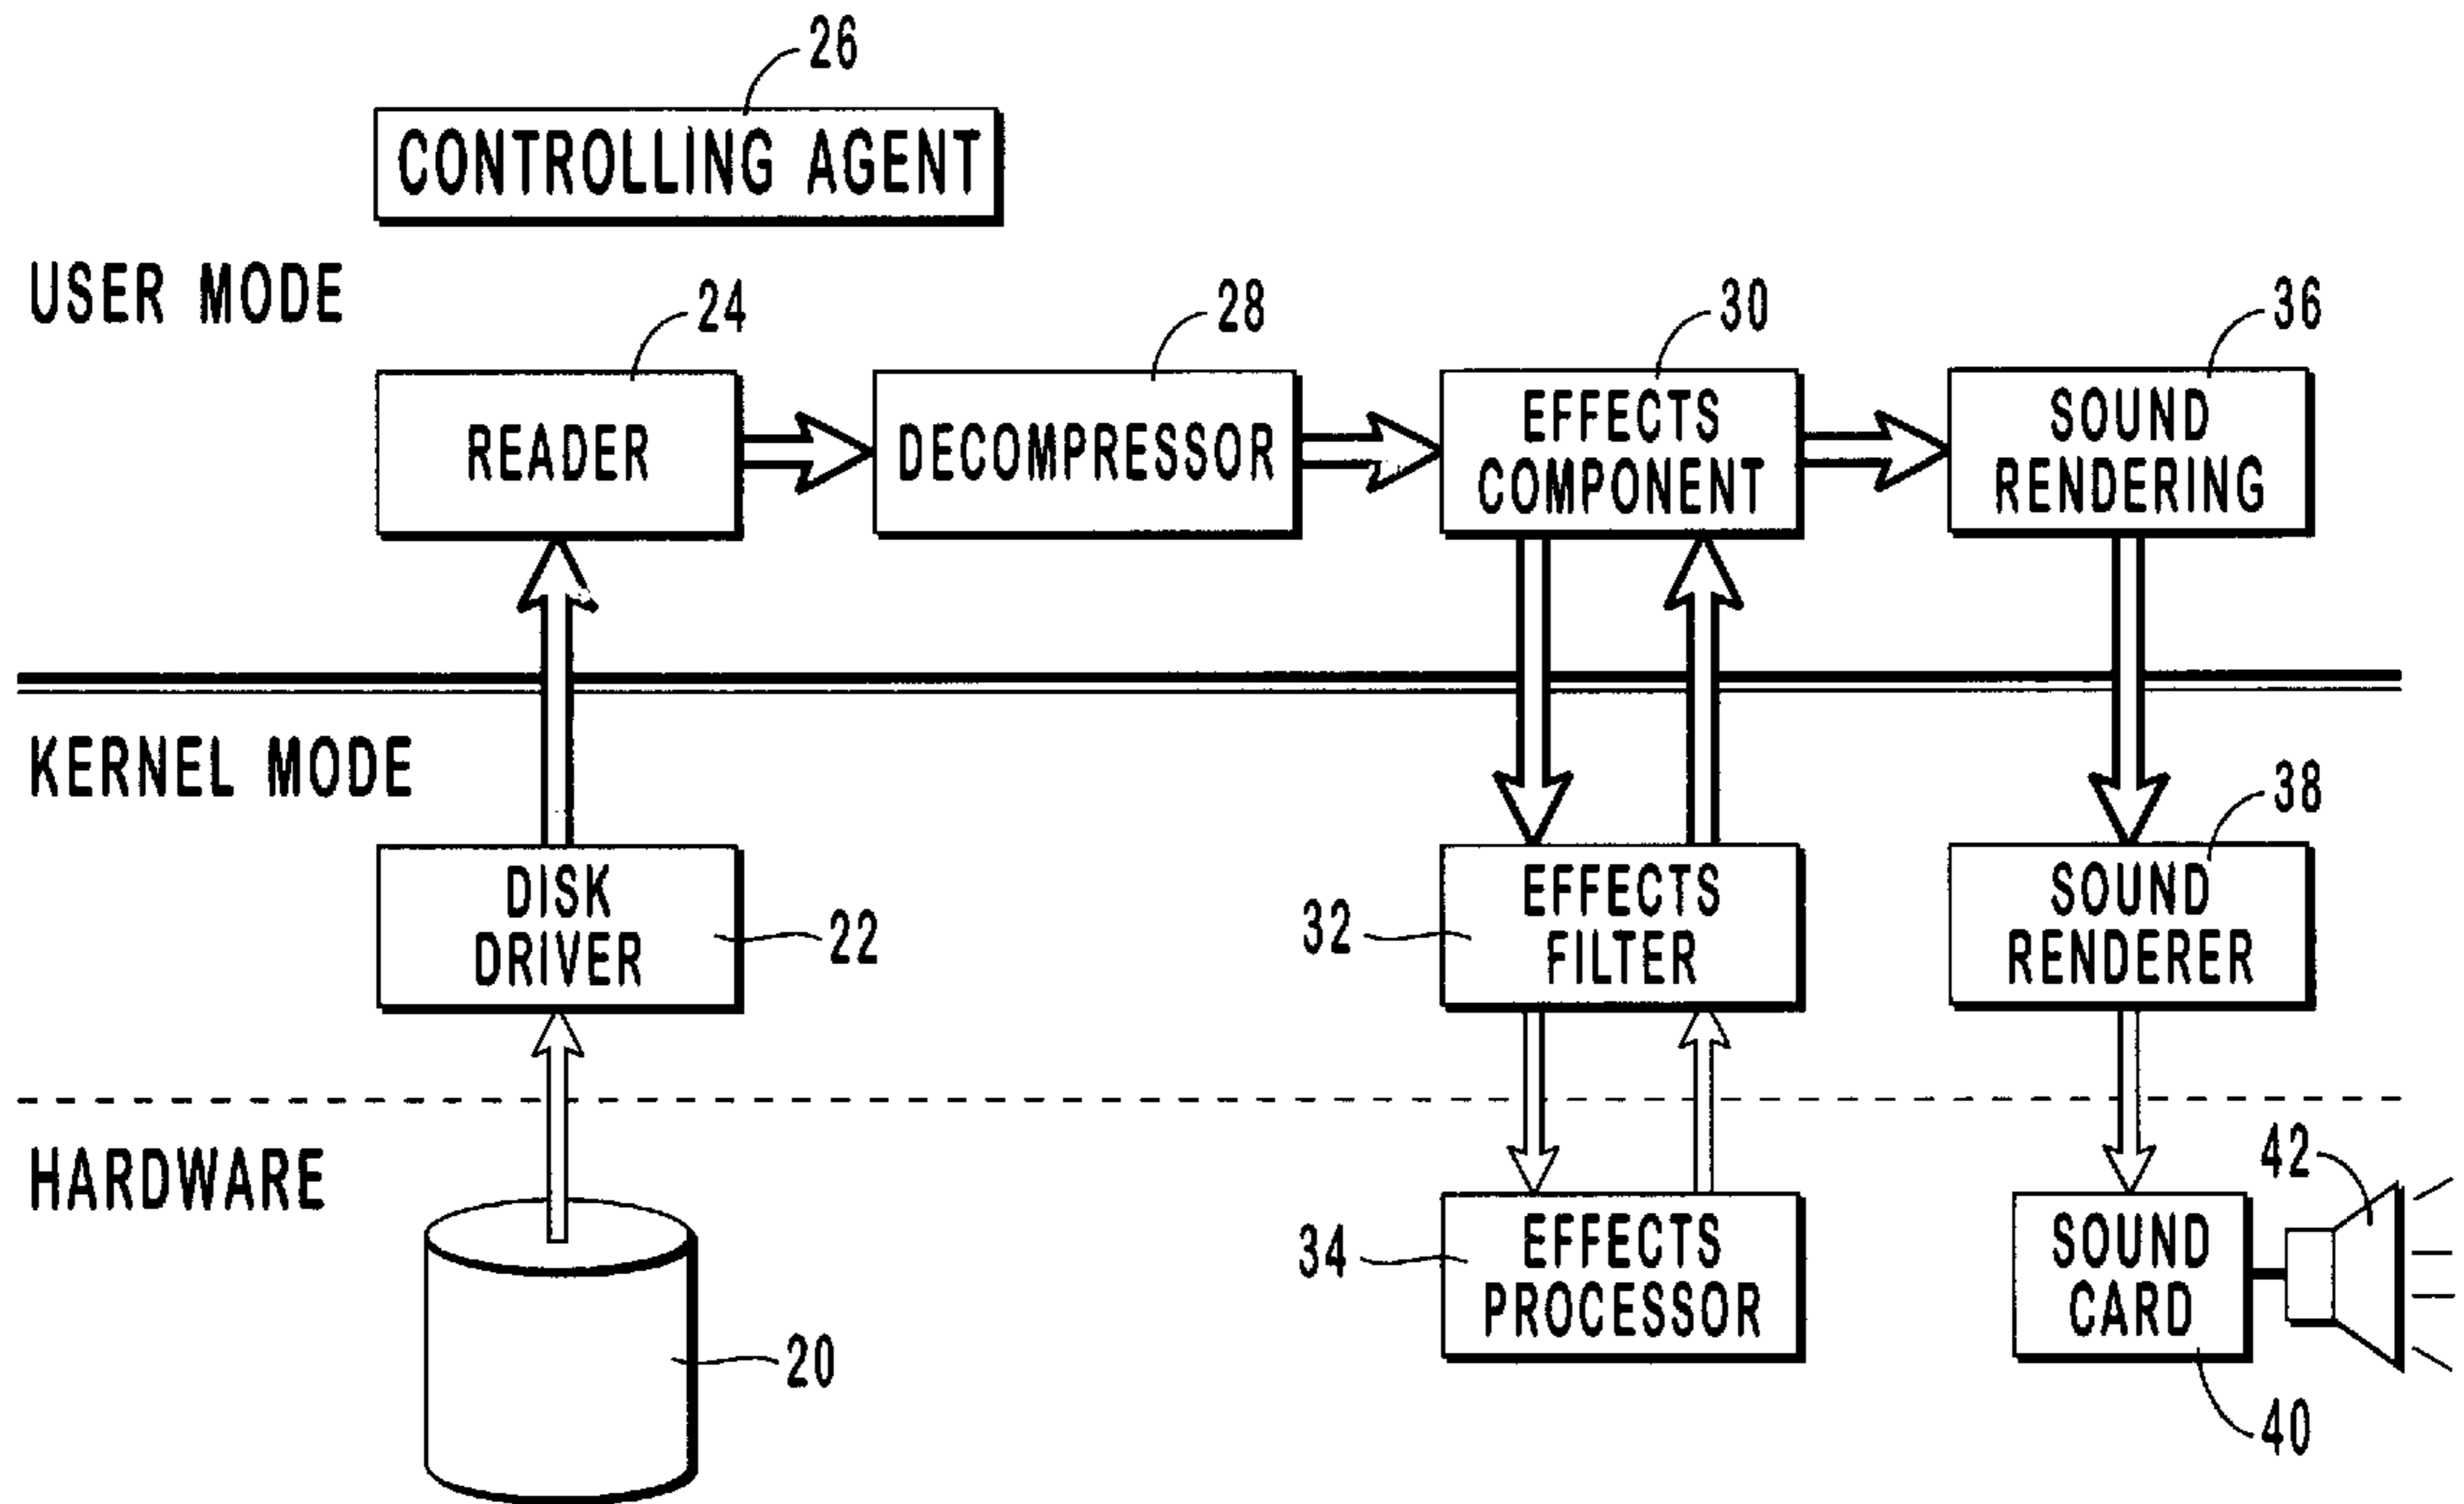 26
CONTROLLING AGENT
USER MODE
24
28
30
36
READER
DECOMPRESSOR
EFFECTS
COMPONENT
SOUND
RENDERING
KERNEL MODE
38
DISK
DRIVER
22
32
EFFECTS
FILTER
SOUND
RENDERER
HARDWARE
42
34
EFFECTS
PROCESSOR
SOUND
CARD
20
40